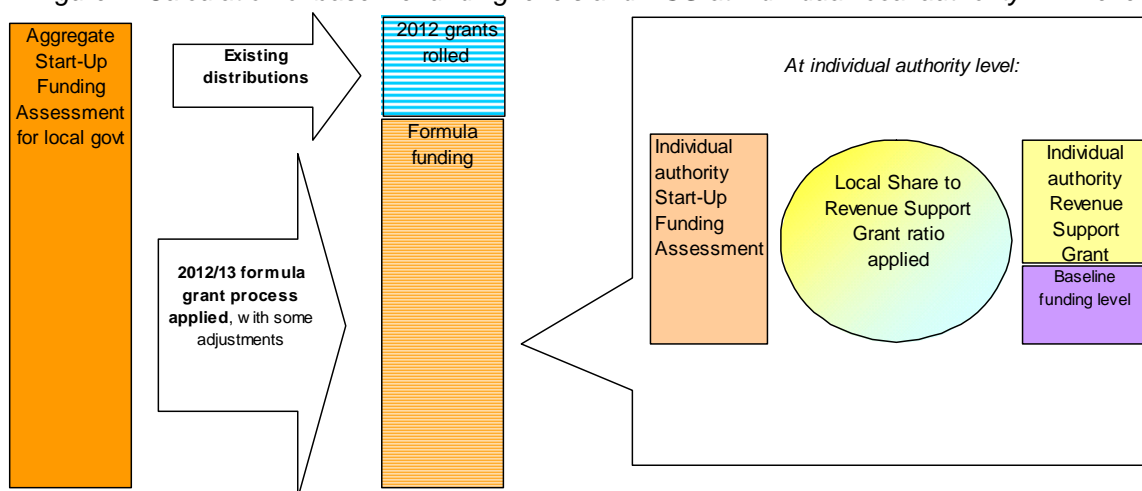 Aggregate
Start-Up
Funding
Assessment
for local govt
Existing
distributions
2012/13 formula
grant process
applied, with some
adjustments
2012 grants
rolled
Formula
funding
At individual authority level:
Individual
authority
Start-Up
Funding
Assessment
Local Share to
Revenue Support
Grant ratio
applied
Individual
authority
Revenue
Support
Grant
Baseline
funding level